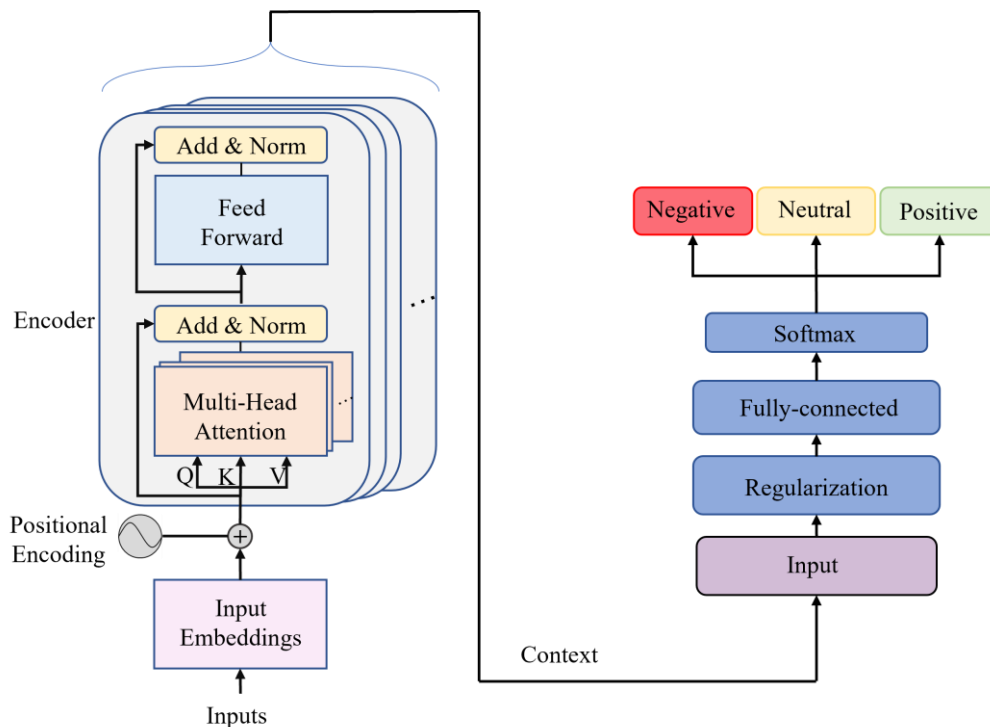 Add & Norm
Feed
Forward
Encoder
Add & Norm
Multi-Head
Attention
Q K V
Positional
Encoding
+
Input
Embeddings
Inputs
Context
Negative
Neutral
Positive
Softmax
Fully-connected
Regularization
Input